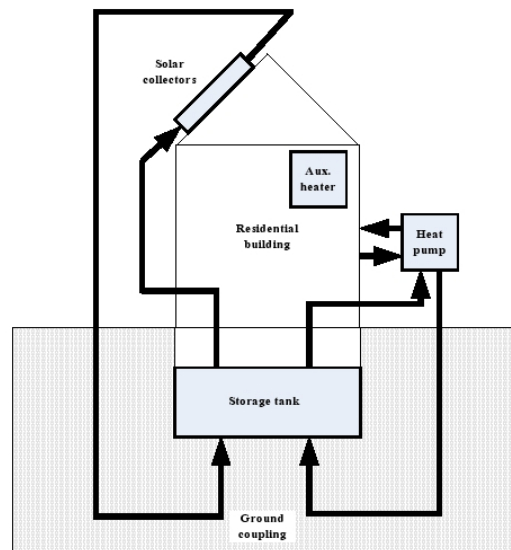 Solar
collectors
Aux.
heater
Residential
building
Heat
pump
Storage tank
Ground
coupling